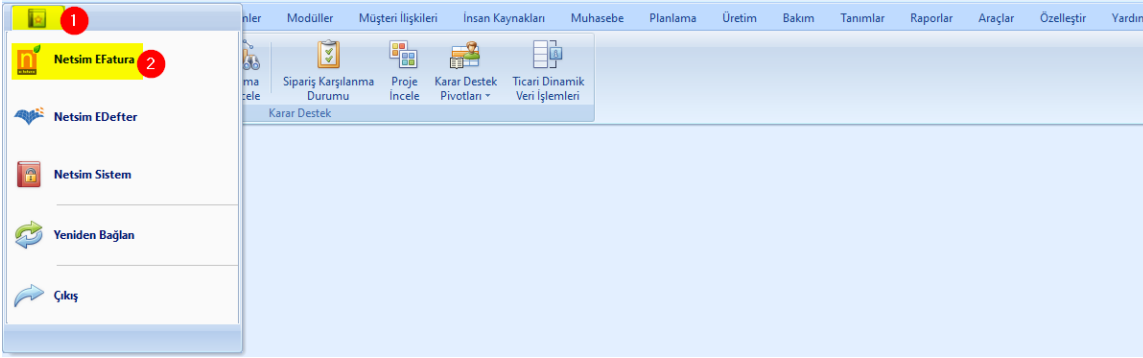 1
nler Modüller Müşteri İlişkileri İnsan Kaynakları Muhasebe Planlama Üretim Bakım Tanımlar Raporlar Araçlar Özelleştir Yardın
Netsim EFatura 2
ma Sipariş Karşılanma Proje Karar Destek Ticari Dinamik
cele Durumu İncele Pivotları Veri İşlemleri
Karar Destek
Netsim EDefter
Netsim Sistem
Yeniden Bağlan
Çıkış